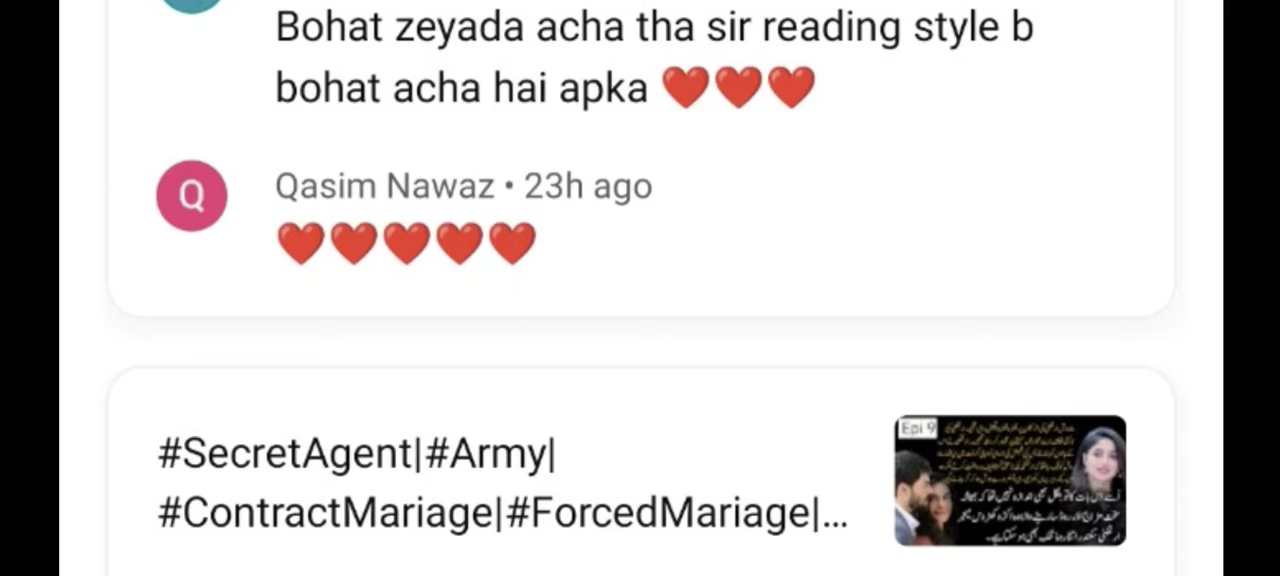 Bohat zeyada acha tha sir reading style b
bohat acha hai apka ❤️❤️❤️
Q
Qasim Nawaz • 23h ago
❤️❤️❤️❤️❤️
#SecretAgent|#Army|
#ContractMariage|#ForcedMariage|...
Epi 9